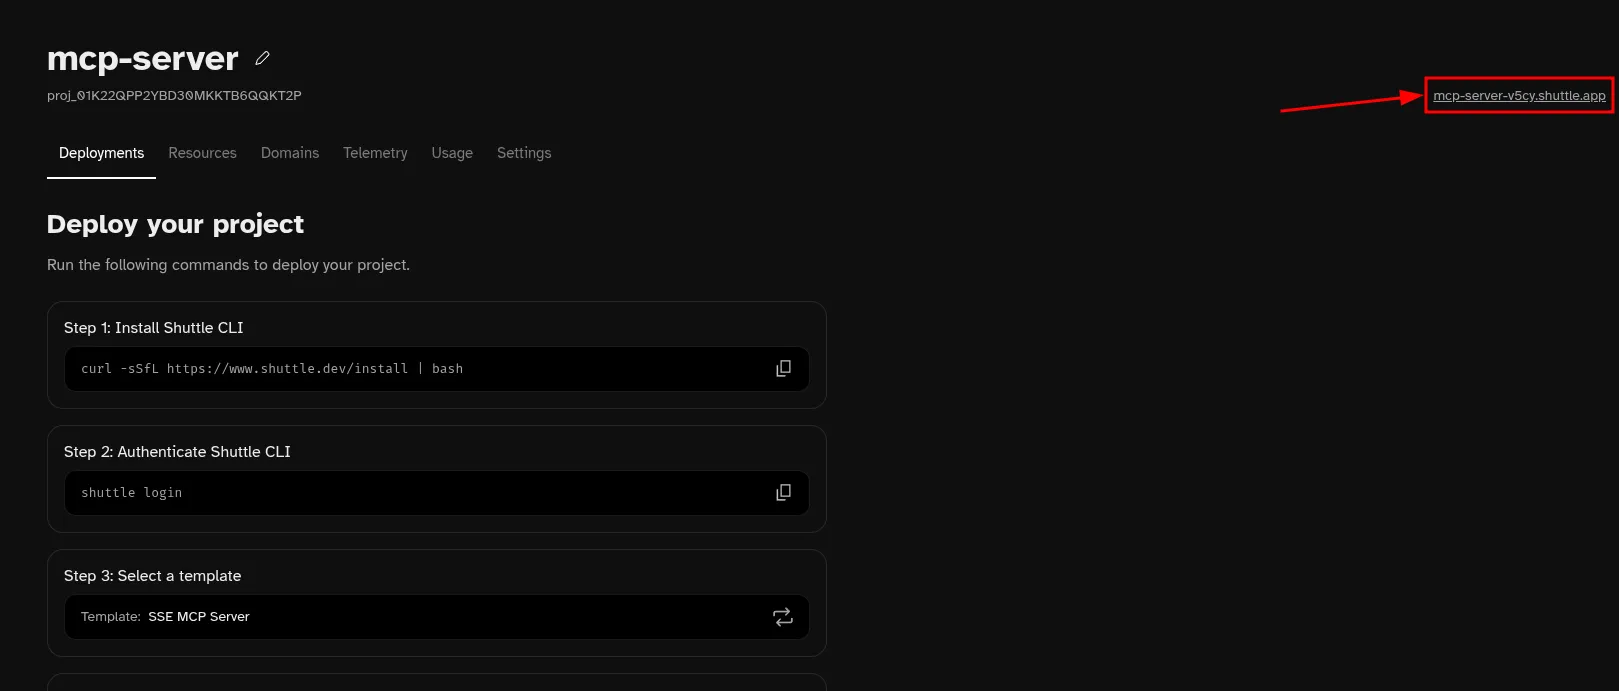 mcp-server
proj_01K22QPP2YBD30MKKTB6QQKT2P
mcp-server-v5cy.shuttle.app
Deployments Resources Domains Telemetry Usage Settings
Deploy your project
Run the following commands to deploy your project.
Step 1: Install Shuttle CLI
curl -sSfL https://www.shuttle.dev/install | bash
Step 2: Authenticate Shuttle CLI
shuttle login
Step 3: Select a template
Template: SSE MCP Server